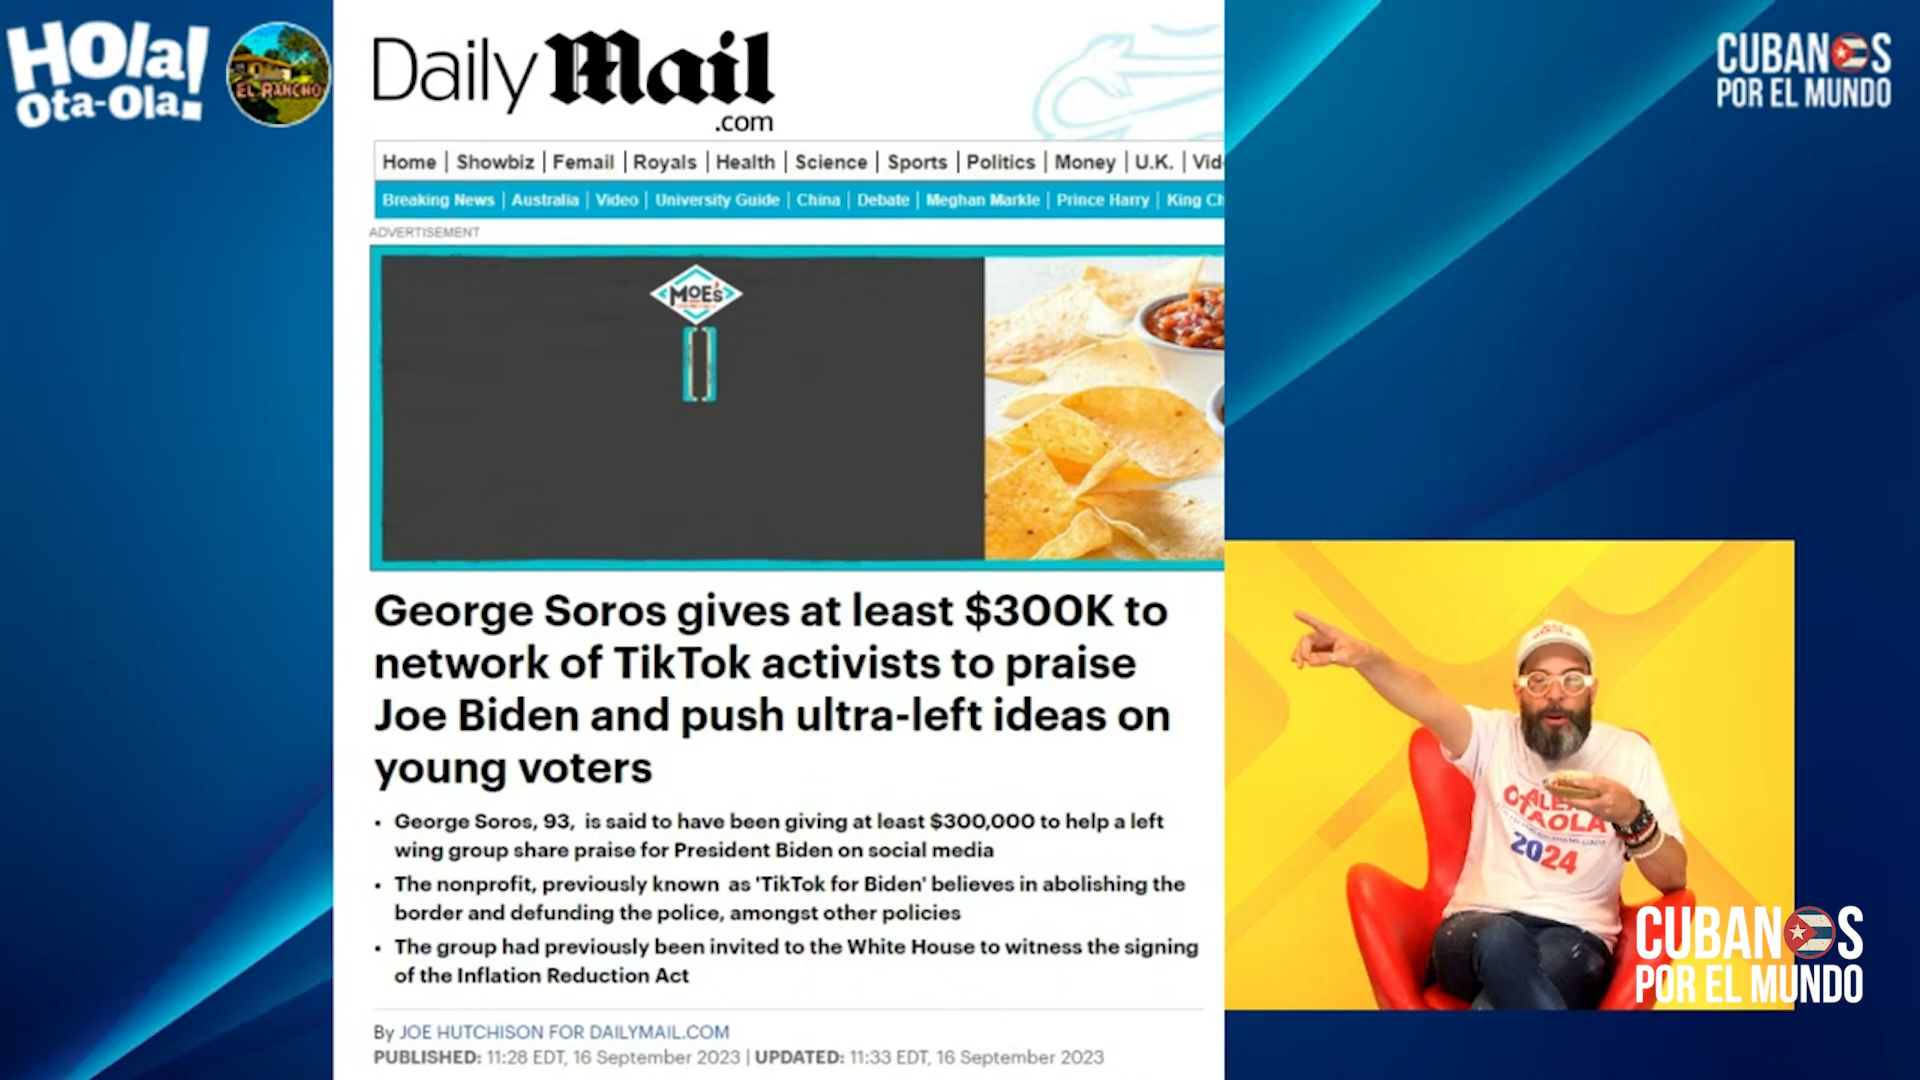 HOla!
Ota-Ola!
EL RANCHO
CUBANOS
POR EL MUNDO
Daily Mail
.com
Home | Showbiz | Femail | Royals | Health | Science | Sports | Politics | Money | U.K. | Vid
Breaking News | Australia | Video | University Guide | China | Debate | Meghan Markle | Prince Harry | King Ch
ADVERTISEMENT
MOE's
George Soros gives at least $300K to
network of TikTok activists to praise
Joe Biden and push ultra-left ideas on
young voters
• George Soros, 93, is said to have been giving at least $300,000 to help a left
wing group share praise for President Biden on social media
• The nonprofit, previously known as 'TikTok for Biden' believes in abolishing the
border and defunding the police, amongst other policies
• The group had previously been invited to the White House to witness the signing
of the Inflation Reduction Act
By JOE HUTCHISON FOR DAILYMAIL.COM
PUBLISHED: 11:28 EDT, 16 September 2023 | UPDATED: 11:33 EDT, 16 September 2023
ALEX
OTAOLA
2024
CUBANOS
POR EL MUNDO